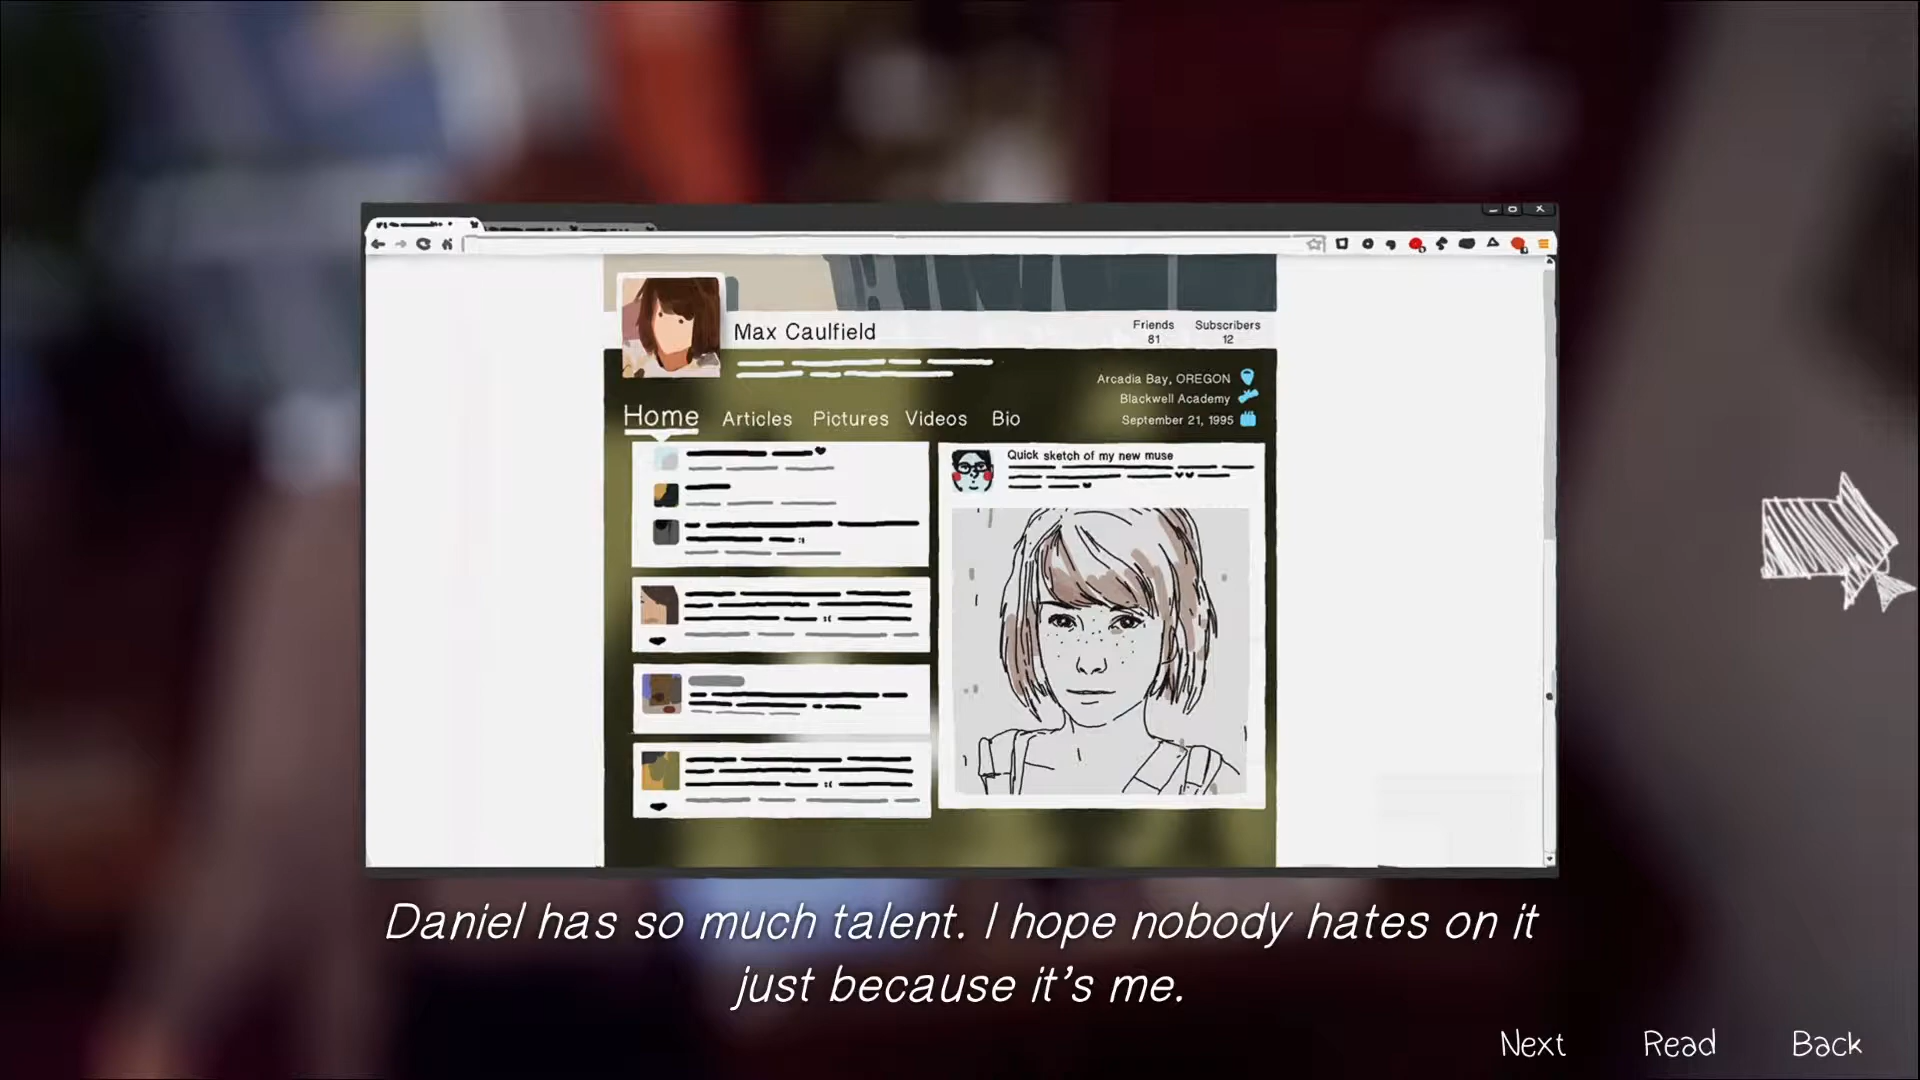 Max Caulfield
Friends
81
Subscribers
12
Arcadia Bay, OREGON
Blackwell Academy
September 21, 1995
Home Articles Pictures Videos Bio
Quick sketch of my new muse
Daniel has so much talent. I hope nobody hates on it
just because it's me.
Next Read Back